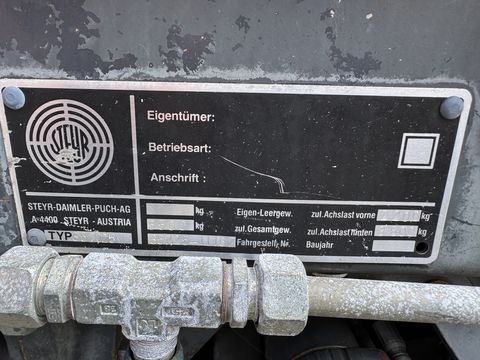 STEYR
Eigentümer:
Betriebsart:
Anschrift :
STEYR-DAIMLER-PUCH-AG
A-4400 STEYR - AUSTRIA
TYP
kg Eigen-Leergew. zul.Achslast vorne kg
kg zul.Gesamtgew. zul.Achslast hinten kg
Fahrgestell Nr. Baujahr